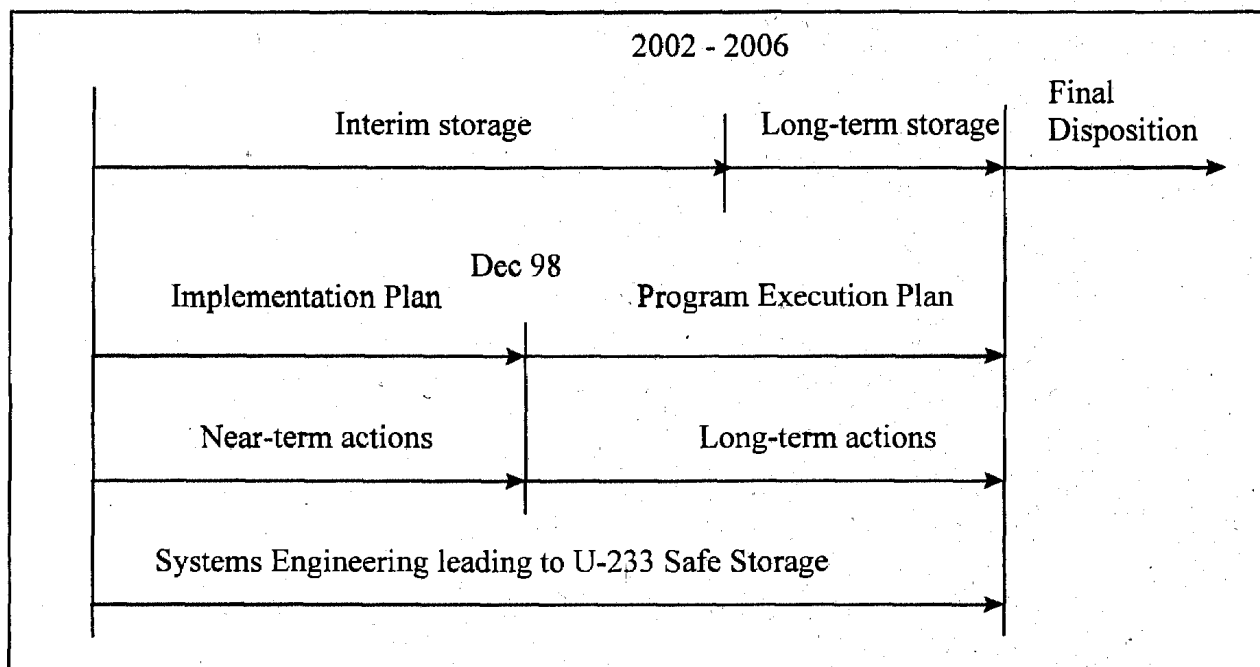 2002 - 2006
Interim storage
Long-term storage
Final
Disposition
Dec 98
Implementation Plan
Program Execution Plan
Near-term actions
Long-term actions
Systems Engineering leading to U-233 Safe Storage